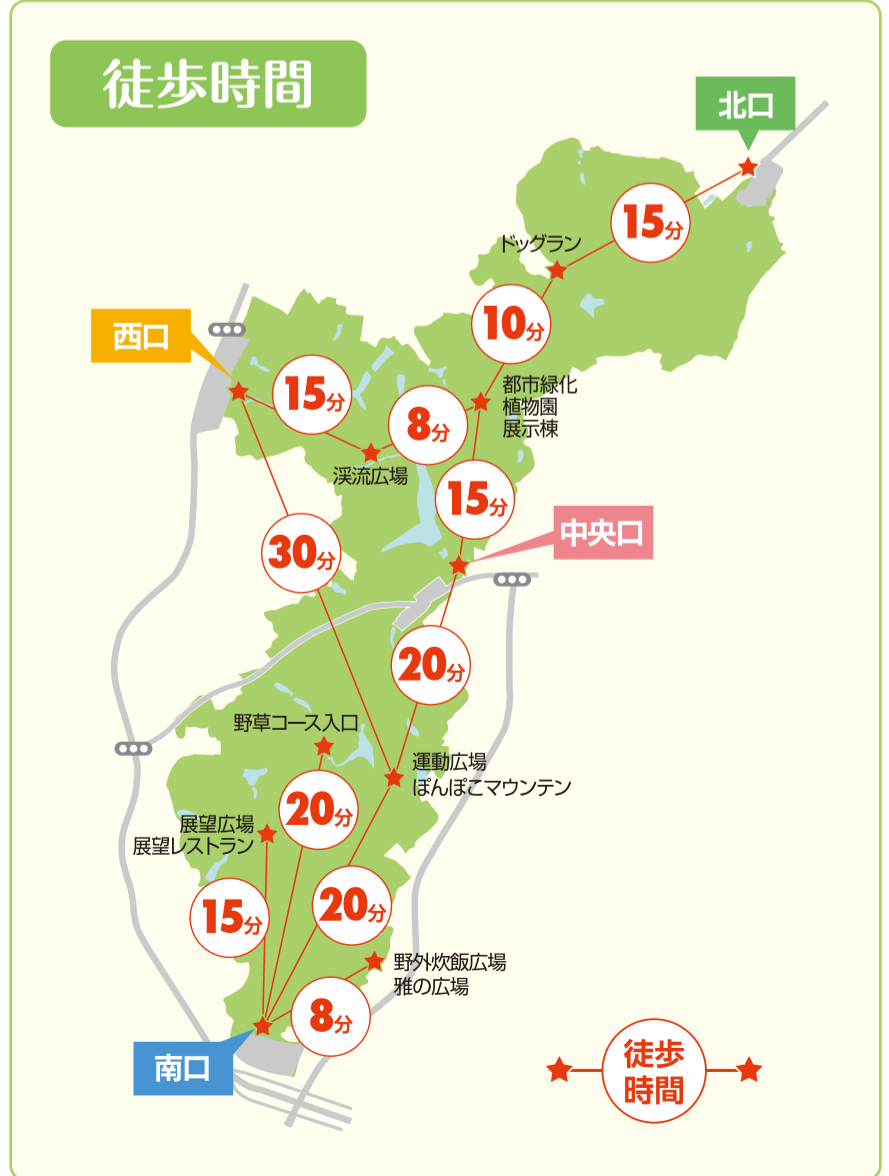 徒歩時間
北口
15分
ドッグラン
10分
西口
都市緑化
植物園
展示棟
15分
8分
渓流広場
15分
中央口
30分
20分
野草コース入口
運動広場
ぽんぽこマウンテン
20分
展望広場
展望レストラン
20分
15分
野外炊飯広場
雅の広場
8分
南口
徒歩
時間